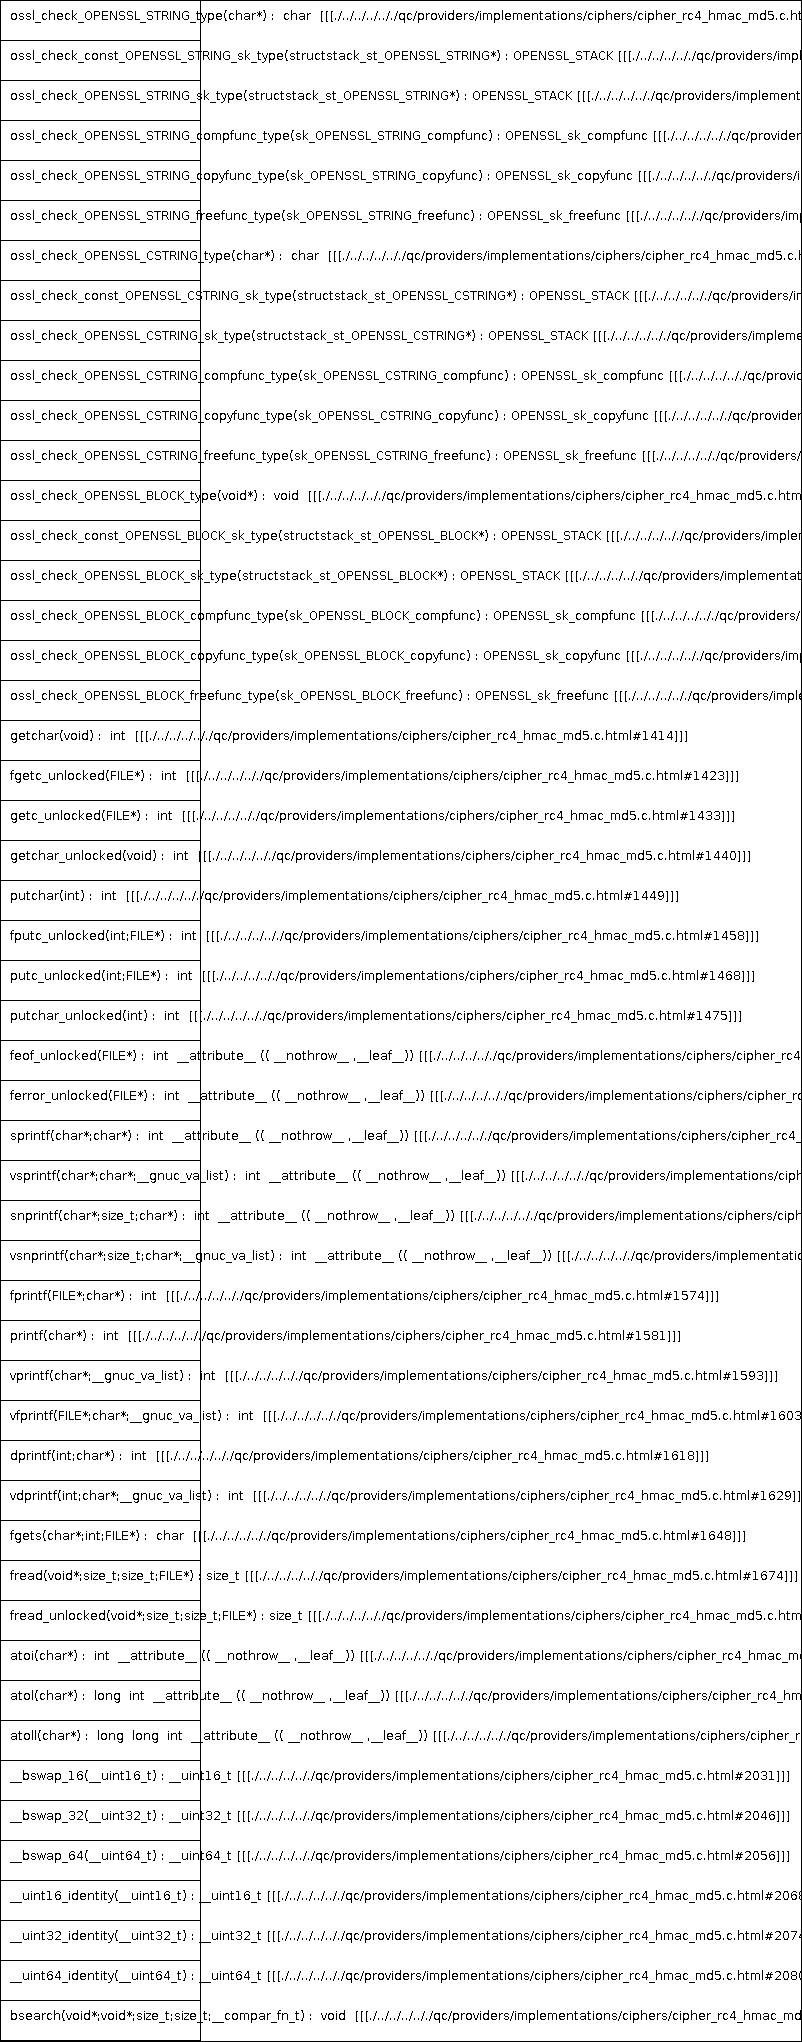 ossl_check_OPENSSL_STRING_type(char*) : char [[[./../../../../../qc/providers/implementations/ciphers/cipher_rc4_hmac_md5.c.ht
ossl_check_const_OPENSSL_STRING_sk_type(structstack_st_OPENSSL_STRING*) : OPENSSL_STACK [[[./../../../../../qc/providers/impl
ossl_check_OPENSSL_STRING_sk_type(structstack_st_OPENSSL_STRING*) : OPENSSL_STACK [[[./../../../../../qc/providers/implement
ossl_check_OPENSSL_STRING_compfunc_type(sk_OPENSSL_STRING_compfunc) : OPENSSL_sk_compfunc [[[./../../../../../qc/provider
ossl_check_OPENSSL_STRING_copyfunc_type(sk_OPENSSL_STRING_copyfunc) : OPENSSL_sk_copyfunc [[[./../../../../../qc/providers/i
ossl_check_OPENSSL_STRING_freefunc_type(sk_OPENSSL_STRING_freefunc) : OPENSSL_sk_freefunc [[[./../../../../../qc/providers/imp
ossl_check_OPENSSL_CSTRING_type(char*) : char [[[./../../../../../qc/providers/implementations/ciphers/cipher_rc4_hmac_md5.c.h
ossl_check_const_OPENSSL_CSTRING_sk_type(structstack_st_OPENSSL_CSTRING*) : OPENSSL_STACK [[[./../../../../../qc/providers/in
ossl_check_OPENSSL_CSTRING_sk_type(structstack_st_OPENSSL_CSTRING*) : OPENSSL_STACK [[[./../../../../../qc/providers/impleme
ossl_check_OPENSSL_CSTRING_compfunc_type(sk_OPENSSL_CSTRING_compfunc) : OPENSSL_sk_compfunc [[[./../../../../../qc/provid
ossl_check_OPENSSL_CSTRING_copyfunc_type(sk_OPENSSL_CSTRING_copyfunc) : OPENSSL_sk_copyfunc [[[./../../../../../qc/provider
ossl_check_OPENSSL_CSTRING_freefunc_type(sk_OPENSSL_CSTRING_freefunc) : OPENSSL_sk_freefunc [[[./../../../../../qc/providers/
ossl_check_OPENSSL_BLOCK_type(void*) : void [[[./../../../../../qc/providers/implementations/ciphers/cipher_rc4_hmac_md5.c.htm
ossl_check_const_OPENSSL_BLOCK_sk_type(structstack_st_OPENSSL_BLOCK*) : OPENSSL_STACK [[[./../../../../../qc/providers/implem
ossl_check_OPENSSL_BLOCK_sk_type(structstack_st_OPENSSL_BLOCK*) : OPENSSL_STACK [[[./../../../../../qc/providers/implementat
ossl_check_OPENSSL_BLOCK_compfunc_type(sk_OPENSSL_BLOCK_compfunc) : OPENSSL_sk_compfunc [[[./../../../../../qc/providers/
ossl_check_OPENSSL_BLOCK_copyfunc_type(sk_OPENSSL_BLOCK_copyfunc) : OPENSSL_sk_copyfunc [[[./../../../../../qc/providers/imp
ossl_check_OPENSSL_BLOCK_freefunc_type(sk_OPENSSL_BLOCK_freefunc) : OPENSSL_sk_freefunc [[[./../../../../../qc/providers/imple
getchar(void) : int [[[./../../../../../qc/providers/implementations/ciphers/cipher_rc4_hmac_md5.c.html#1414]]]
fgetc_unlocked(FILE*) : int [[[./../../../../../qc/providers/implementations/ciphers/cipher_rc4_hmac_md5.c.html#1423]]]
getc_unlocked(FILE*) : int [[[./../../../../../qc/providers/implementations/ciphers/cipher_rc4_hmac_md5.c.html#1433]]]
getchar_unlocked(void) : int [[[./../../../../../qc/providers/implementations/ciphers/cipher_rc4_hmac_md5.c.html#1440]]]
putchar(int) : int [[[./../../../../../qc/providers/implementations/ciphers/cipher_rc4_hmac_md5.c.html#1449]]]
fputc_unlocked(int;FILE*) : int [[[./../../../../../qc/providers/implementations/ciphers/cipher_rc4_hmac_md5.c.html#1458]]]
putc_unlocked(int;FILE*) : int [[[./../../../../../qc/providers/implementations/ciphers/cipher_rc4_hmac_md5.c.html#1468]]]
putchar_unlocked(int) : int [[[./../../../../../qc/providers/implementations/ciphers/cipher_rc4_hmac_md5.c.html#1475]]]
feof_unlocked(FILE*) : int __attribute__ (( __nothrow__ ,__leaf__)) [[[./../../../../../qc/providers/implementations/ciphers/cipher_rc4
ferror_unlocked(FILE*) : int __attribute__ (( __nothrow__ ,__leaf__)) [[[./../../../../../qc/providers/implementations/ciphers/cipher_rc
sprintf(char*;char*) : int __attribute__ (( __nothrow__ ,__leaf__)) [[[./../../../../../qc/providers/implementations/ciphers/cipher_rc4_
vsprintf(char*;char*;__gnuc_va_list) : int __attribute__ (( __nothrow__ ,__leaf__)) [[[./../../../../../qc/providers/implementations/ciph
snprintf(char*;size_t;char*) : int __attribute__ (( __nothrow__ ,__leaf__)) [[[./../../../../../qc/providers/implementations/ciphers/ciph
vsnprintf(char*;size_t;char*;__gnuc_va_list) : int __attribute__ (( __nothrow__ ,__leaf__)) [[[./../../../../../qc/providers/implementatio
fprintf(FILE*;char*) : int [[[./../../../../../qc/providers/implementations/ciphers/cipher_rc4_hmac_md5.c.html#1574]]]
printf(char*) : int [[[./../../../../../qc/providers/implementations/ciphers/cipher_rc4_hmac_md5.c.html#1581]]]
vprintf(char*;__gnuc_va_list) : int [[[./../../../../../qc/providers/implementations/ciphers/cipher_rc4_hmac_md5.c.html#1593]]]
vfprintf(FILE*;char*;__gnuc_va_list) : int [[[./../../../../../qc/providers/implementations/ciphers/cipher_rc4_hmac_md5.c.html#1603
dprintf(int;char*) : int [[[./../../../../../qc/providers/implementations/ciphers/cipher_rc4_hmac_md5.c.html#1618]]]
vdprintf(int;char*;__gnuc_va_list) : int [[[./../../../../../qc/providers/implementations/ciphers/cipher_rc4_hmac_md5.c.html#1629]]
fgets(char*;int;FILE*) : char [[[./../../../../../qc/providers/implementations/ciphers/cipher_rc4_hmac_md5.c.html#1648]]]
fread(void*;size_t;size_t;FILE*) : size_t [[[./../../../../../qc/providers/implementations/ciphers/cipher_rc4_hmac_md5.c.html#1674]]]
fread_unlocked(void*;size_t;size_t;FILE*) : size_t [[[./../../../../../qc/providers/implementations/ciphers/cipher_rc4_hmac_md5.c.htm
atoi(char*) : int __attribute__ (( __nothrow__ ,__leaf__)) [[[./../../../../../qc/providers/implementations/ciphers/cipher_rc4_hmac_md
atol(char*) : long int __attribute__ (( __nothrow__ ,__leaf__)) [[[./../../../../../qc/providers/implementations/ciphers/cipher_rc4_hm
atoll(char*) : long long int __attribute__ (( __nothrow__ ,__leaf__)) [[[./../../../../../qc/providers/implementations/ciphers/cipher_r
__bswap_16(__uint16_t) : __uint16_t [[[./../../../../../qc/providers/implementations/ciphers/cipher_rc4_hmac_md5.c.html#2031]]]
__bswap_32(__uint32_t) : __uint32_t [[[./../../../../../qc/providers/implementations/ciphers/cipher_rc4_hmac_md5.c.html#2046]]]
__bswap_64(__uint64_t) : __uint64_t [[[./../../../../../qc/providers/implementations/ciphers/cipher_rc4_hmac_md5.c.html#2056]]]
__uint16_identity(__uint16_t) : __uint16_t [[[./../../../../../qc/providers/implementations/ciphers/cipher_rc4_hmac_md5.c.html#2068
__uint32_identity(__uint32_t) : __uint32_t [[[./../../../../../qc/providers/implementations/ciphers/cipher_rc4_hmac_md5.c.html#2074
__uint64_identity(__uint64_t) : __uint64_t [[[./../../../../../qc/providers/implementations/ciphers/cipher_rc4_hmac_md5.c.html#2080
bsearch(void*;void*;size_t;size_t;__compar_fn_t) : void [[[./../../../../../qc/providers/implementations/ciphers/cipher_rc4_hmac_md